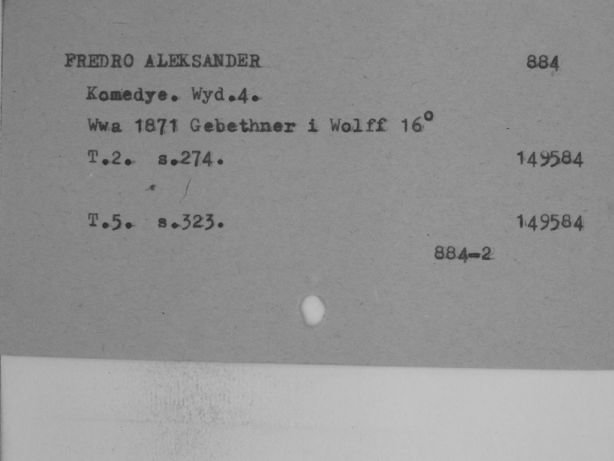 FREDRO ALEKSANDER 884
Komedye. Wyd.4.
Wwa 1871 Gebethner i Wolff 16°
T.2. s.274. 149584
T.5. s.323. 149584
884-2